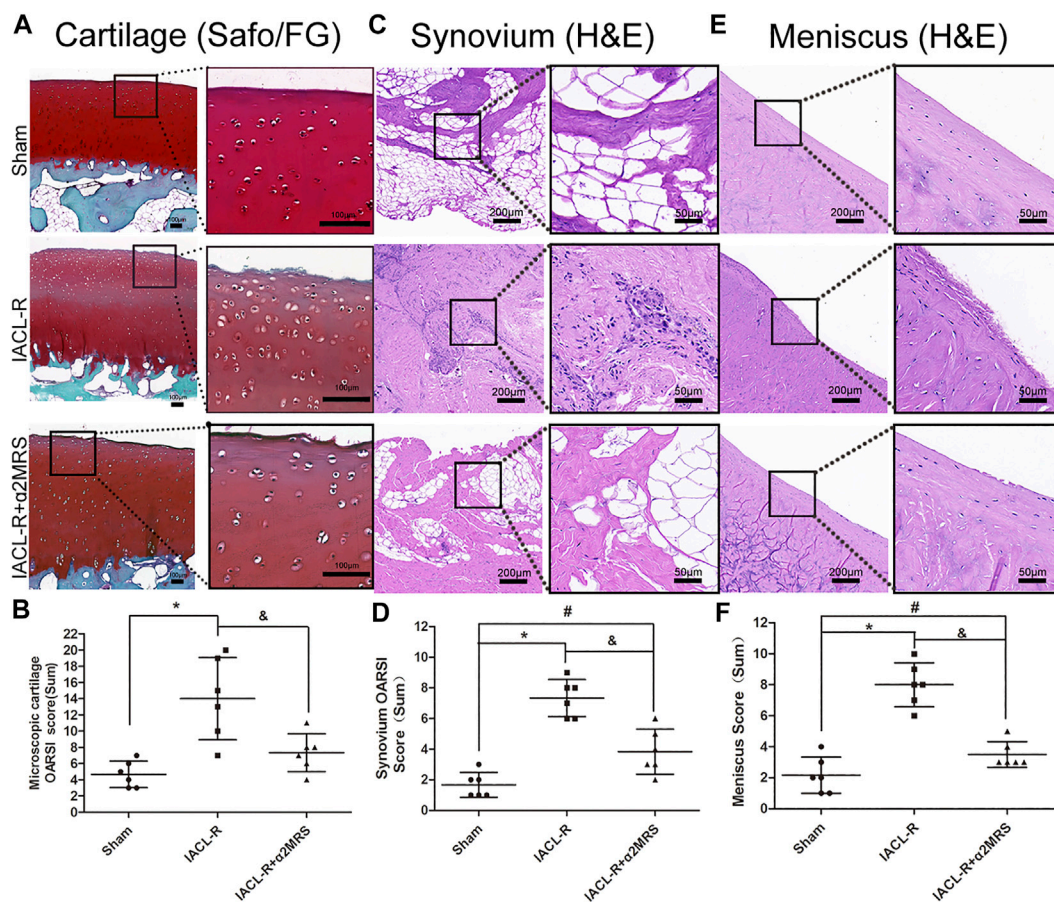 A Cartilage (Safo/FG) C Synovium (H&E) E Meniscus (H&E)
Sham
100µm
100µm
200µm
50µm
200µm
50µm
IACL-R
100µm
100µm
200µm
50µm
200µm
50µm
IACL-R+α2MRS
100µm
100µm
200µm
50µm
200µm
50µm
B
Microscopic cartilage
OARSI score(Sum)
* &
22
20
18
16
14
12
10
8
6
4
2
0
Sham
IACL-R
IACL-R+α2MRS
D
Synovium OARSI
Score (Sum)
#
* &
12
10
8
6
4
2
0
Sham
IACL-R
IACL-R+α2MRS
F
Meniscus Score (Sum)
#
* &
12
10
8
6
4
2
0
Sham
IACL-R
IACL-R+α2MRS